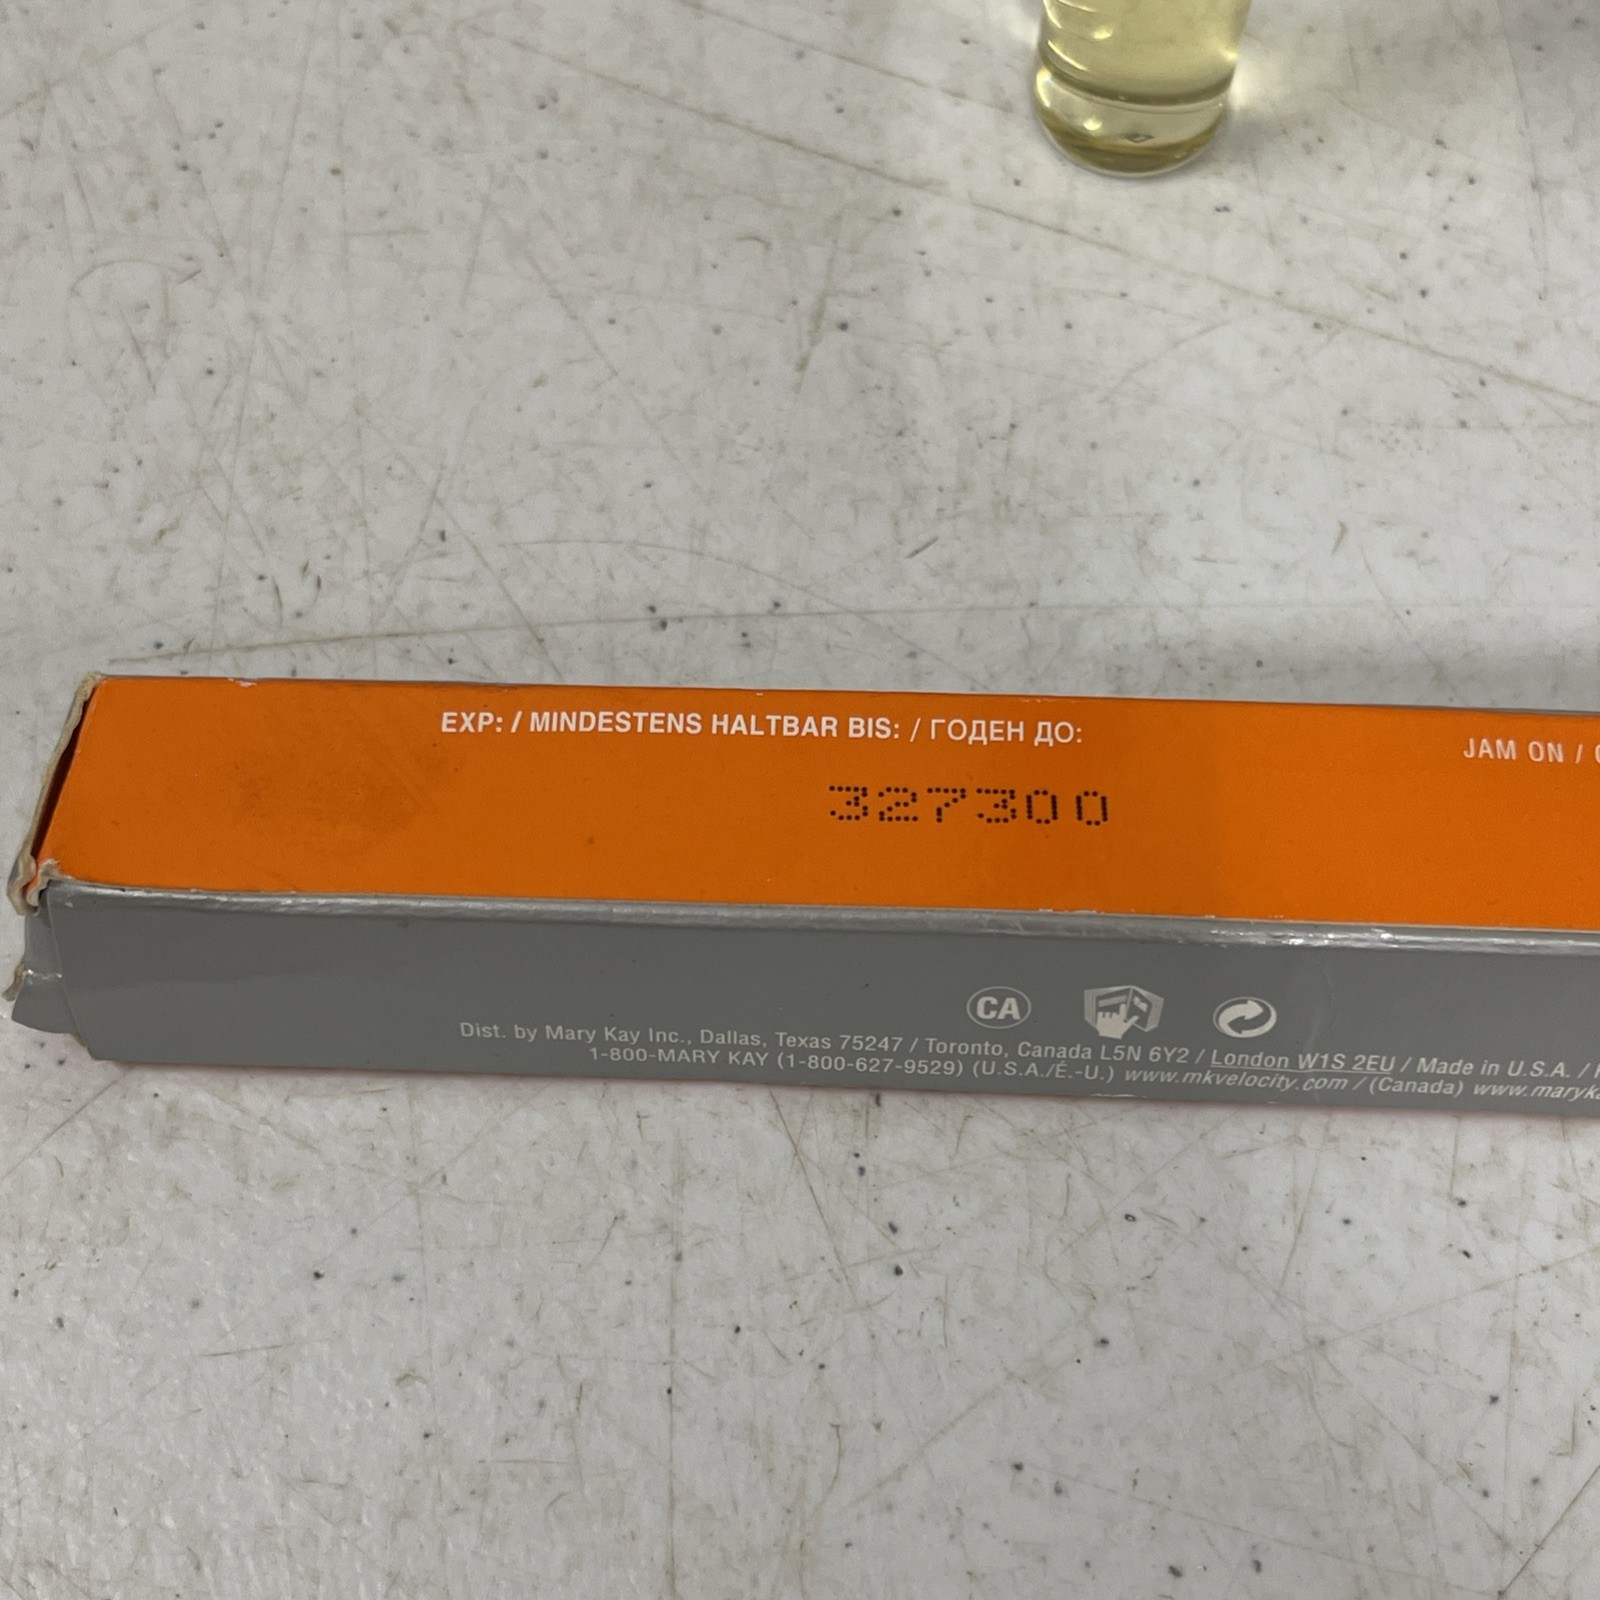 EXP: / MINDESTENS HALTBAR BIS: / ГОДЕН ДО:
JAM ON /
327300
CA
Dist. by Mary Kay Inc., Dallas, Texas 75247 / Toronto, Canada L5N 6Y2 / London W1S 2EU / Made in U.S.A. /
1-800-MARY KAY (1-800-627-9529) (U.S.A./É.-U.) www.mkvelocity.com / (Canada) www.maryka